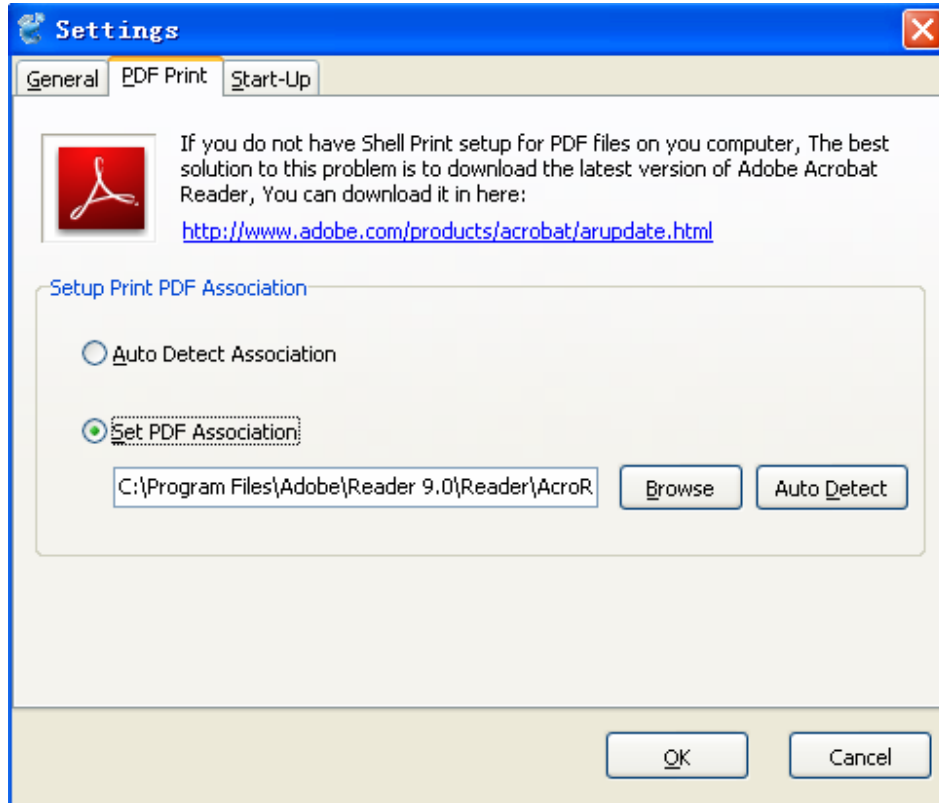 Settings
General PDF Print Start-Up
If you do not have Shell Print setup for PDF files on you computer, The best
solution to this problem is to download the latest version of Adobe Acrobat
Reader, You can download it in here:
http://www.adobe.com/products/acrobat/arupdate.html
Setup Print PDF Association
Auto Detect Association
Set PDF Association
C:\Program Files\Adobe\Reader 9.0\Reader\AcroR Browse Auto Detect
OK Cancel